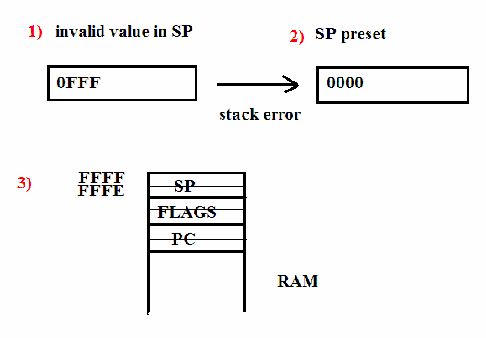 1) invalid value in SP
2) SP preset
0FFF
0000
stack error
3)
FFFF
FFFE
SP
FLAGS
PC
RAM